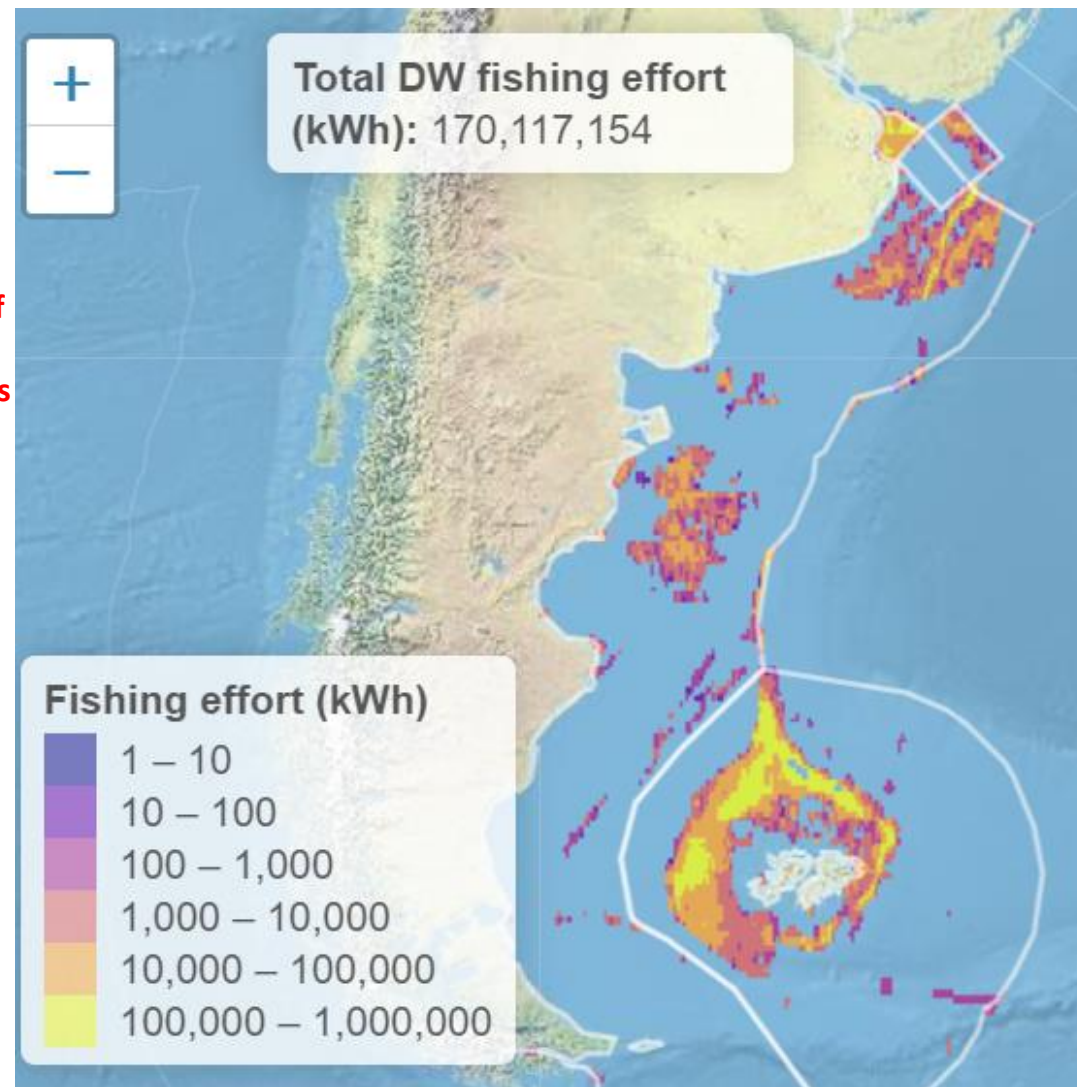 +
−
Total DW fishing effort
(kWh): 170,117,154
f
s
Fishing effort (kWh)
1 – 10
10 – 100
100 – 1,000
1,000 – 10,000
10,000 – 100,000
100,000 – 1,000,000